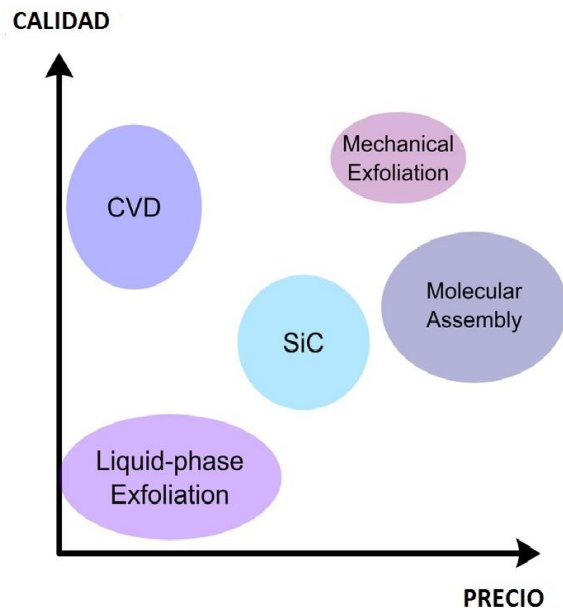 CALIDAD
Mechanical
Exfoliation
CVD
Molecular
Assembly
SiC
Liquid-phase
Exfoliation
PRECIO